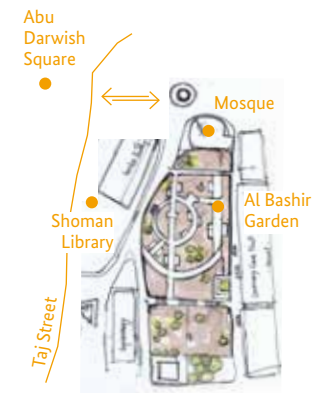 Abu
Darwish
Square
Mosque
Al Bashir
Garden
Shoman
Library
Taj Street